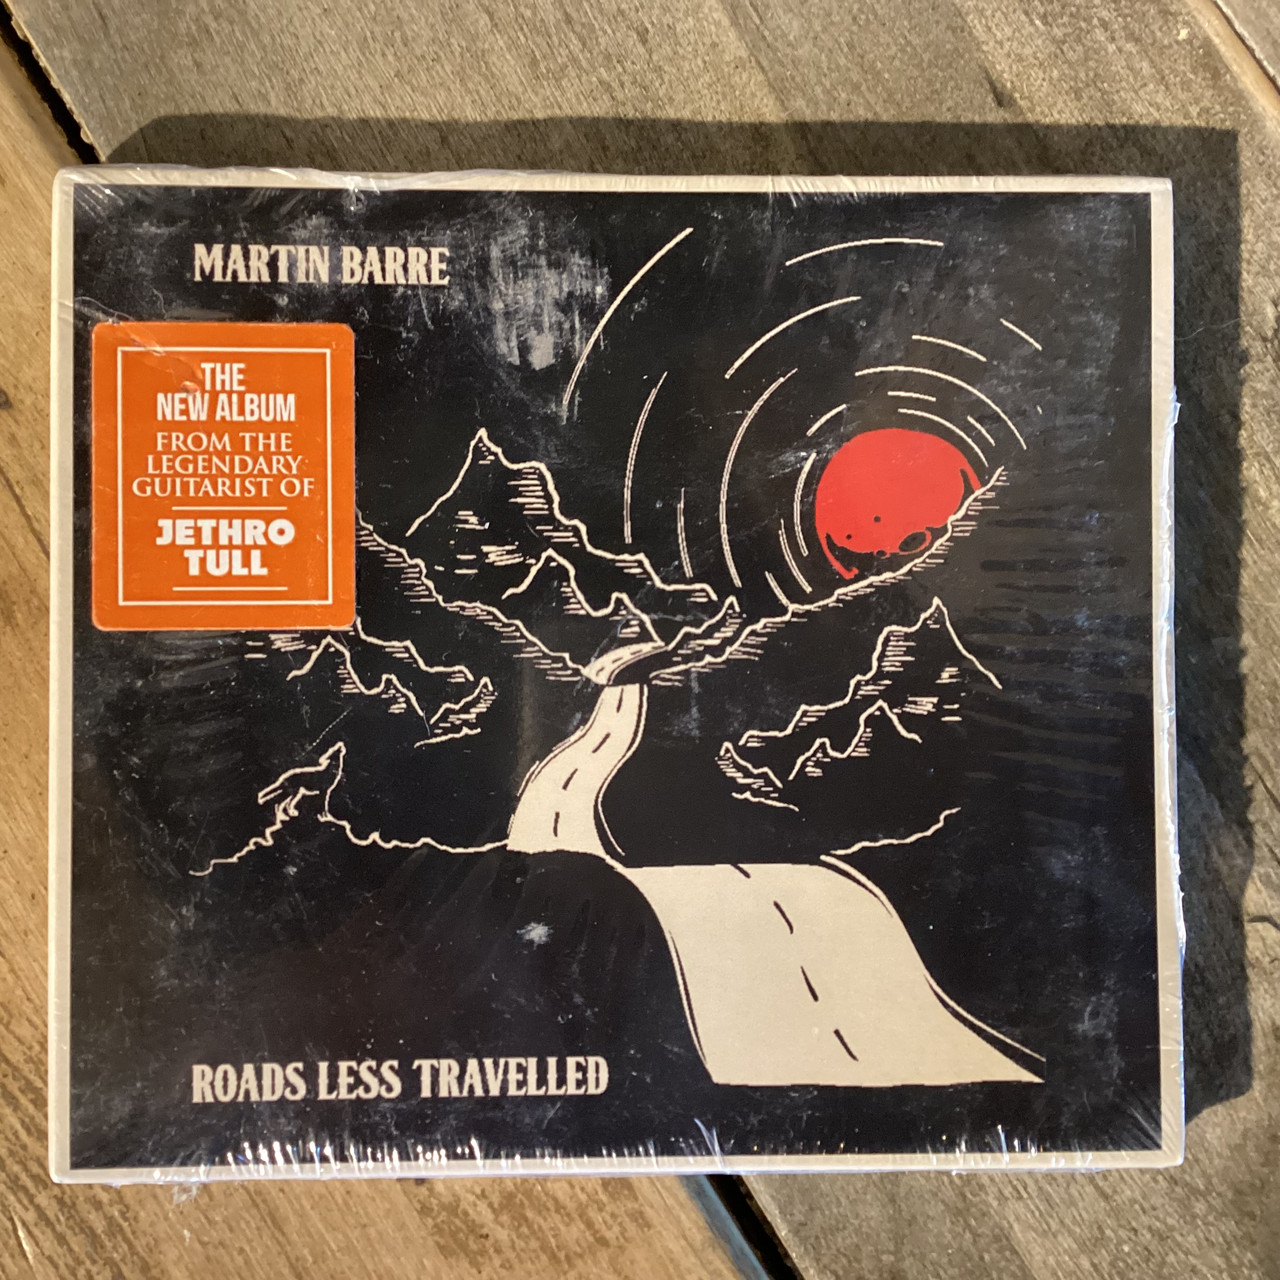 MARTIN BARRE
THE
NEW ALBUM
FROM THE
LEGENDARY
GUITARIST OF
JETHRO
TULL
ROADS LESS TRAVELLED